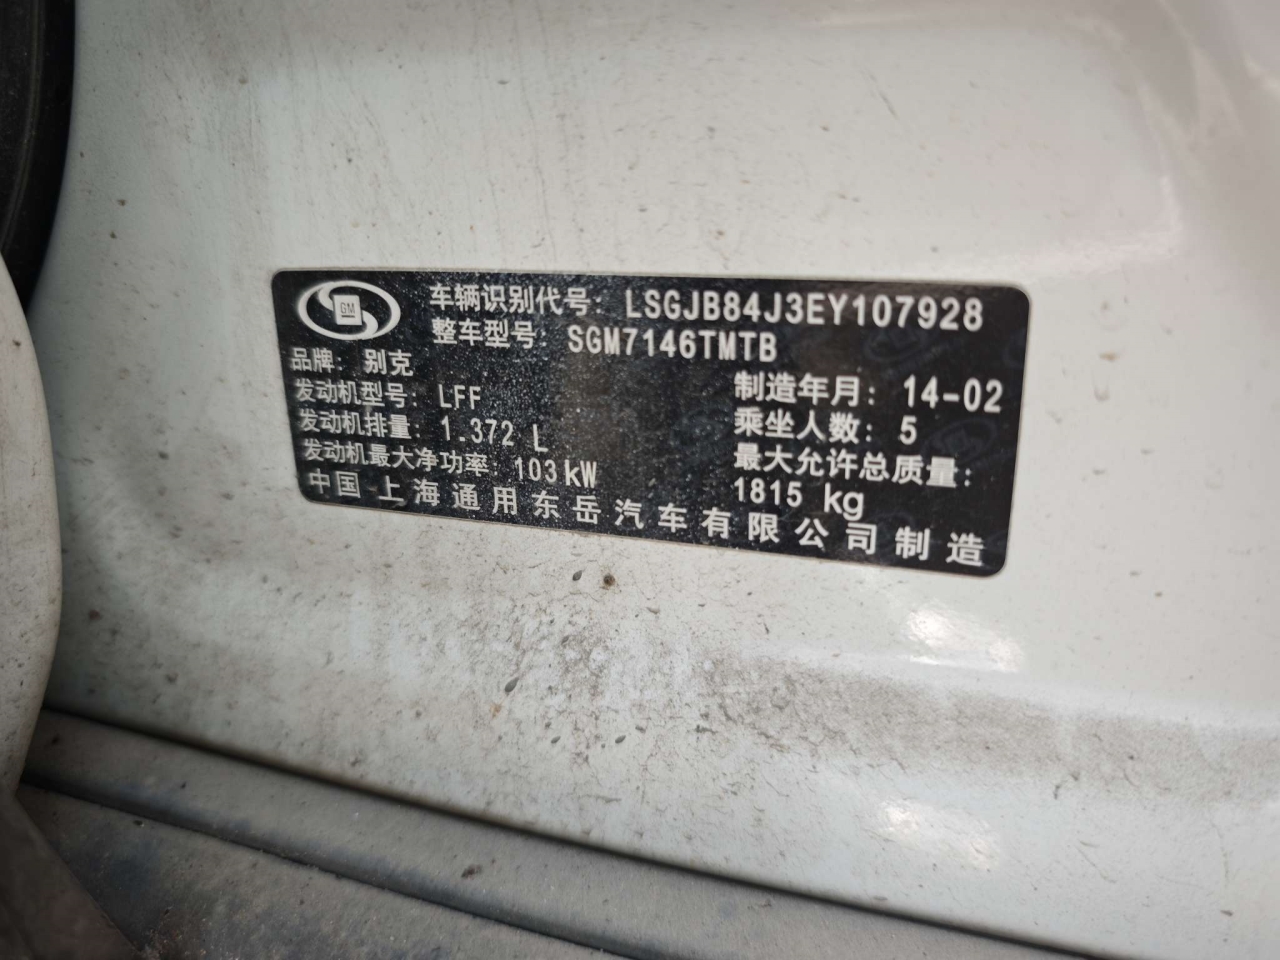 GM
车辆识别代号: LSGJB84J3EY107928
整车型号: SGM7146TMTB
品牌: 别克
发动机型号: LFF
发动机排量: 1.372 L
发动机最大净功率: 103 kW
制造年月: 14-02
乘坐人数: 5
最大允许总质量:
1815 kg
中国上海通用东岳汽车有限公司制造